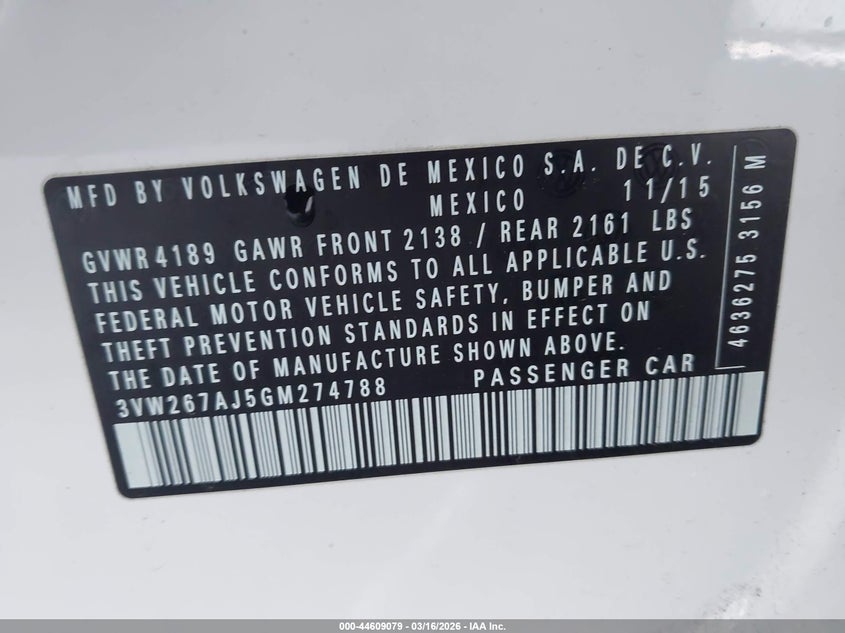 MFD BY VOLKSWAGEN DE MEXICO S.A. DE C.V.
MEXICO 11/15
GVWR 4189 GAWR FRONT 2138 / REAR 2161 LBS
THIS VEHICLE CONFORMS TO ALL APPLICABLE U.S.
FEDERAL MOTOR VEHICLE SAFETY, BUMPER AND
THEFT PREVENTION STANDARDS IN EFFECT ON
THE DATE OF MANUFACTURE SHOWN ABOVE.
3VW267AJ5GM274788 PASSENGER CAR
4636275 3156 M
000-44609079 - 03/16/2026 - IAA Inc.